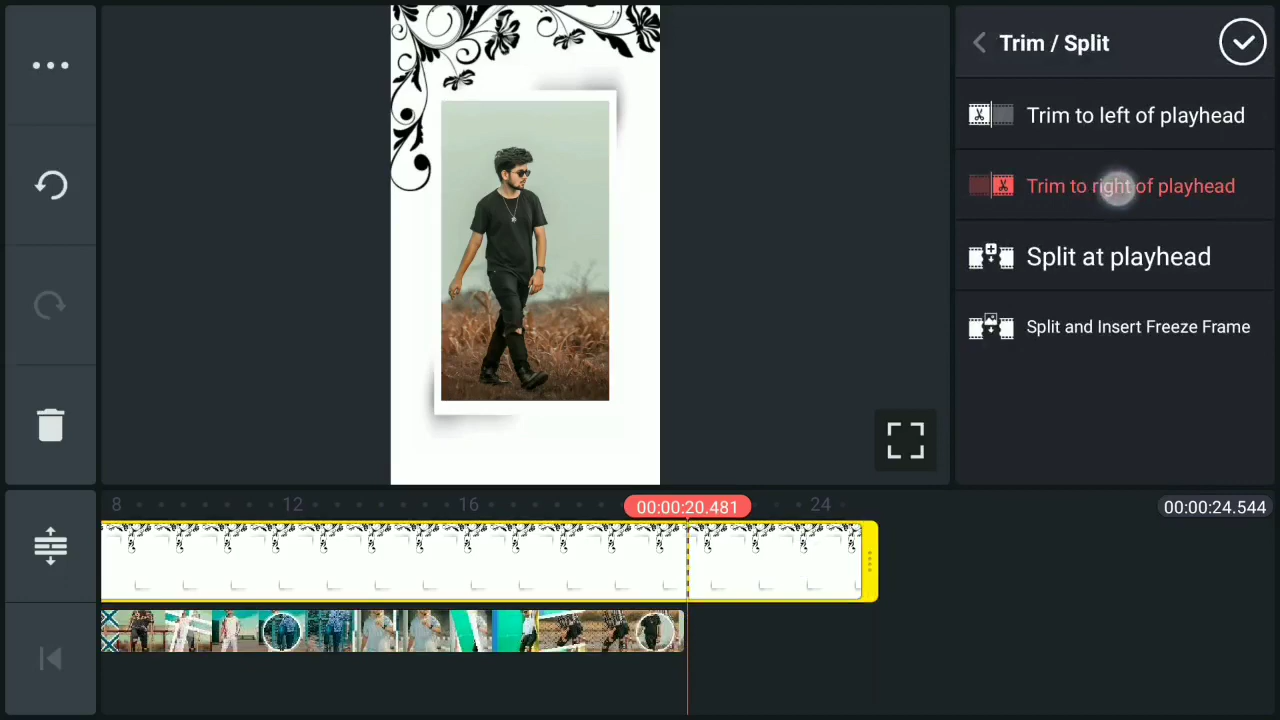 Trim / Split
Trim to left of playhead
Trim to right of playhead
Split at playhead
Split and Insert Freeze Frame
8 12 16 00:00:20.481 24 00:00:24.544